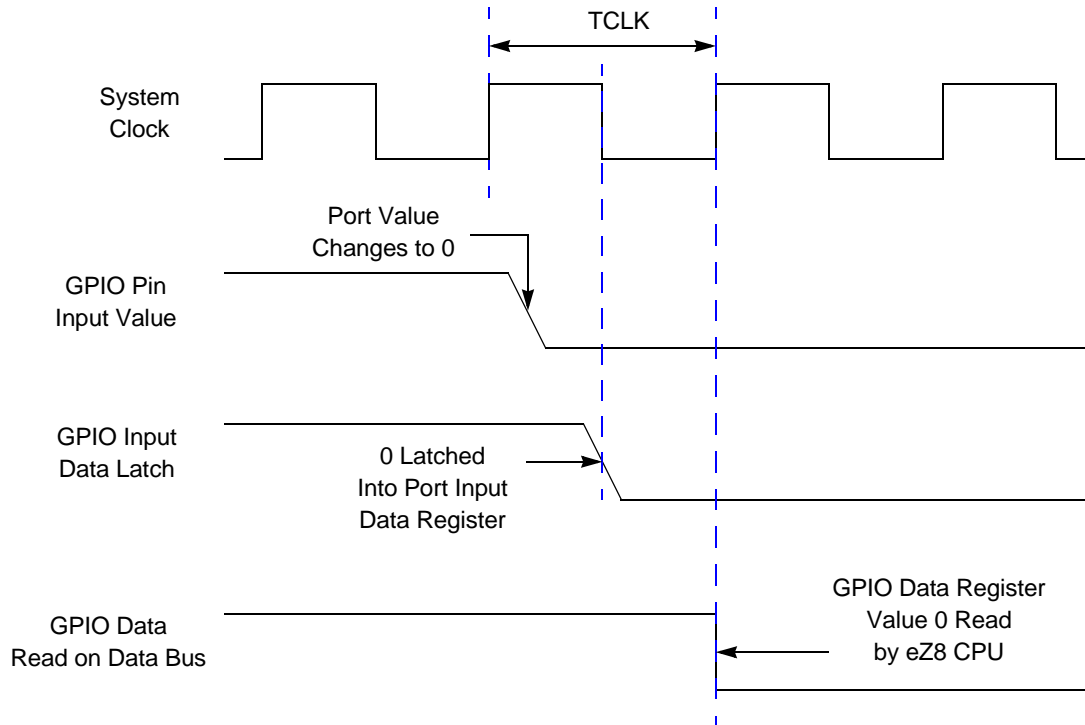 TCLK
System
Clock
Port Value
Changes to 0
GPIO Pin
Input Value
GPIO Input
Data Latch
0 Latched
Into Port Input
Data Register
GPIO Data Register
Value 0 Read
by eZ8 CPU
GPIO Data
Read on Data Bus